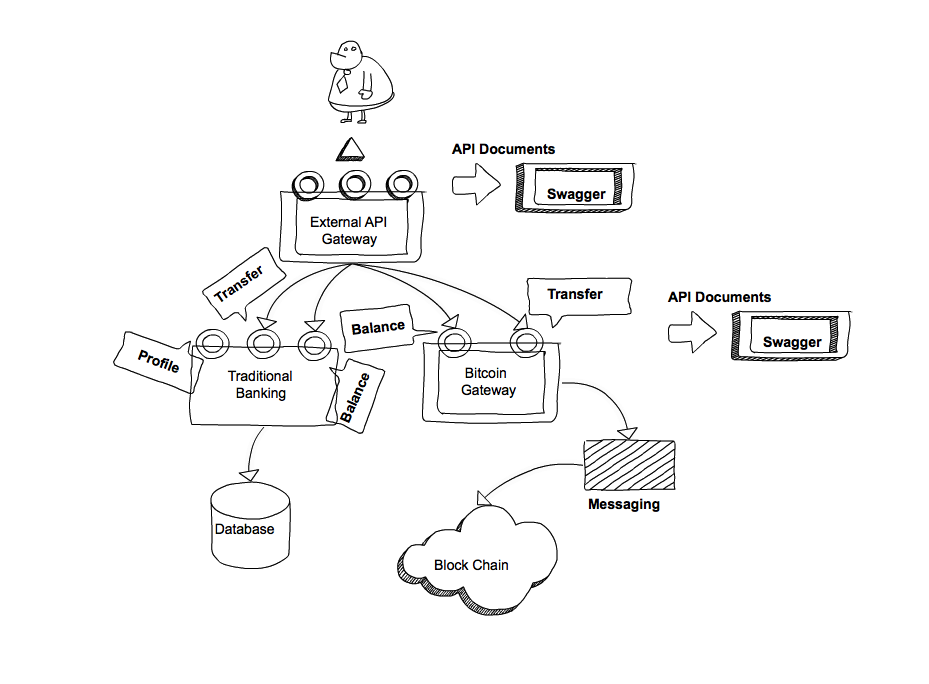 API Documents
Swagger
External API
Gateway
Transfer
Transfer
API Documents
Balance
Swagger
Profile
Traditional
Banking
Balance
Bitcoin
Gateway
Messaging
Database
Block Chain